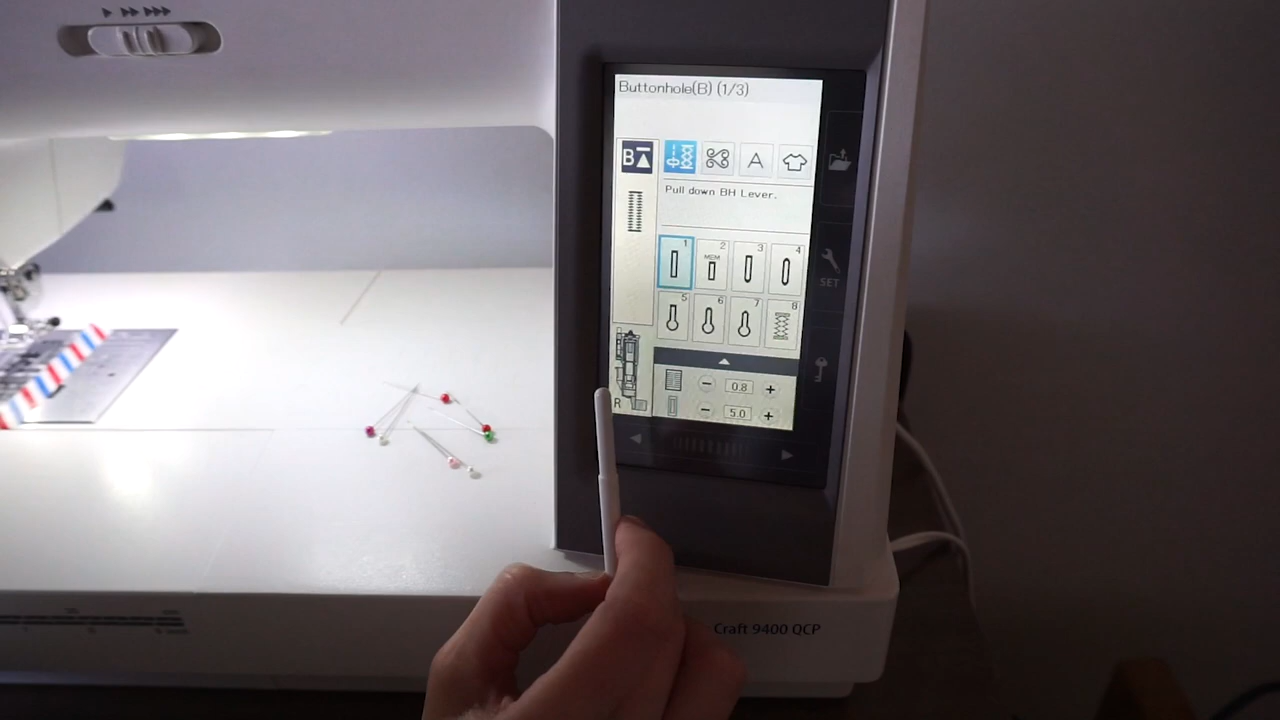 Buttonhole(B) (1/3)
B
A
Pull down BH Lever.
1
2
3
4
MEM
5
6
7
8
SET
0.8
R
5.0
Craft 9400 QCP